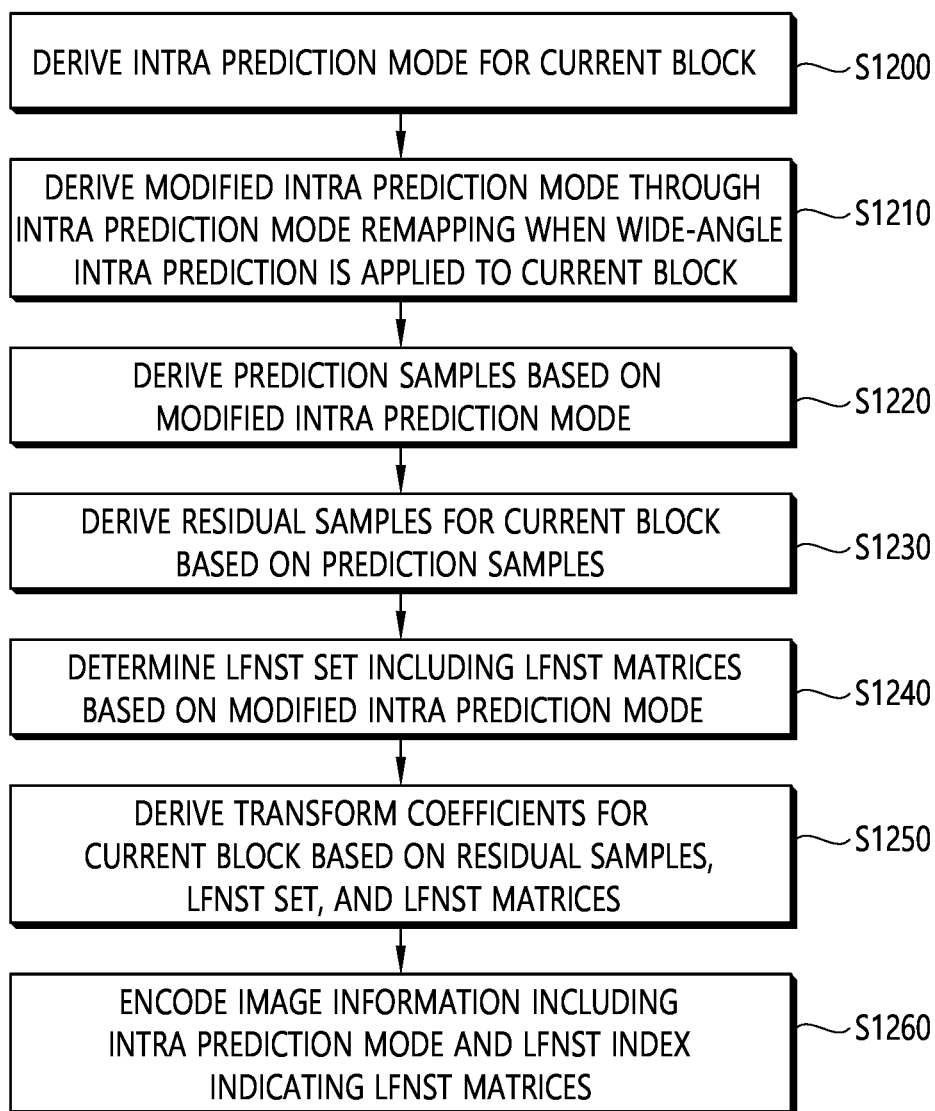 DERIVE INTRA PREDICTION MODE FOR CURRENT BLOCK
S1200
DERIVE MODIFIED INTRA PREDICTION MODE THROUGH
INTRA PREDICTION MODE REMAPPING WHEN WIDE-ANGLE
INTRA PREDICTION IS APPLIED TO CURRENT BLOCK
S1210
DERIVE PREDICTION SAMPLES BASED ON
MODIFIED INTRA PREDICTION MODE
S1220
DERIVE RESIDUAL SAMPLES FOR CURRENT BLOCK
BASED ON PREDICTION SAMPLES
S1230
DETERMINE LFNST SET INCLUDING LFNST MATRICES
BASED ON MODIFIED INTRA PREDICTION MODE
S1240
DERIVE TRANSFORM COEFFICIENTS FOR
CURRENT BLOCK BASED ON RESIDUAL SAMPLES,
LFNST SET, AND LFNST MATRICES
S1250
ENCODE IMAGE INFORMATION INCLUDING
INTRA PREDICTION MODE AND LFNST INDEX
INDICATING LFNST MATRICES
S1260